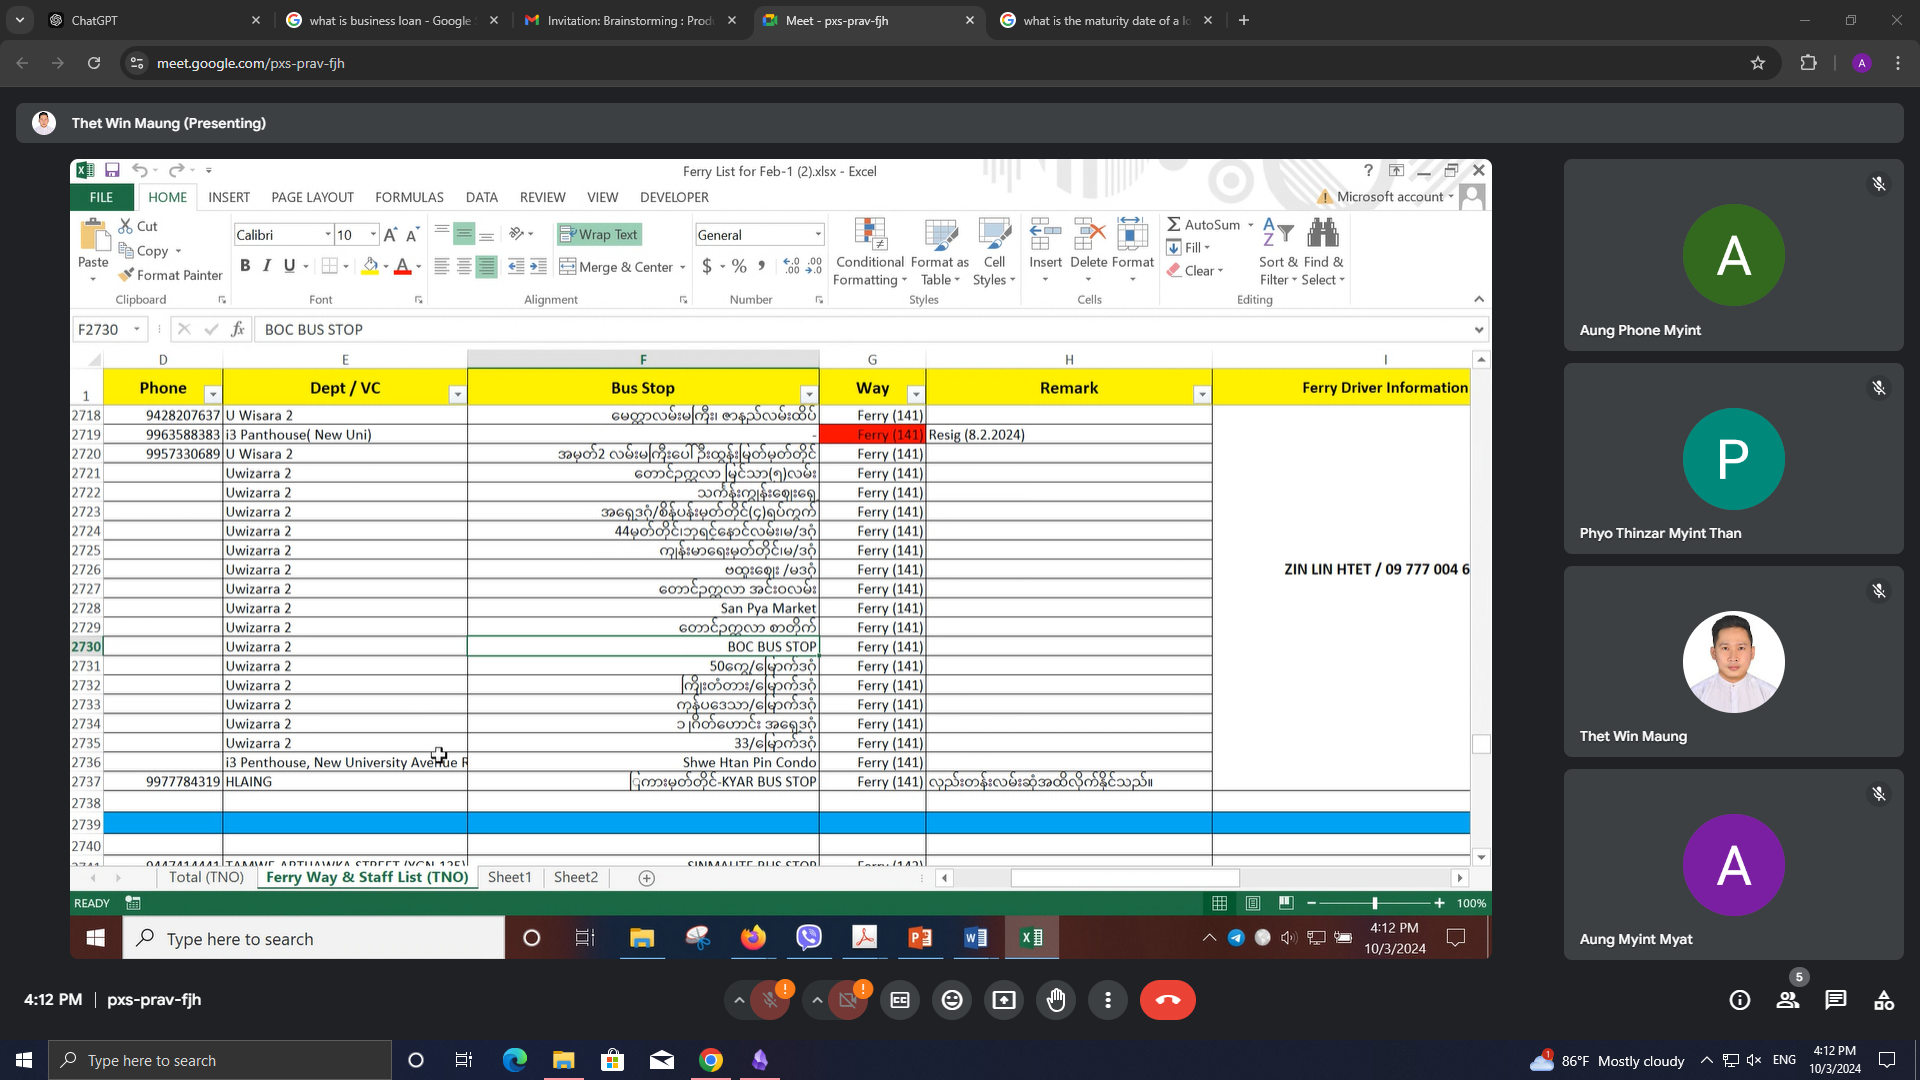 ChatGPT
what is business loan - Google
Invitation: Brainstorming : Prod
Meet - pxs-prav-fjh
what is the maturity date of a lo
meet.google.com/pxs-prav-fjh
A
Thet Win Maung (Presenting)
Ferry List for Feb-1 (2).xlsx - Excel
FILE HOME INSERT PAGE LAYOUT FORMULAS DATA REVIEW VIEW DEVELOPER Microsoft account
Paste Cut Copy Format Painter Clipboard
Calibri 10 B I U Font
Wrap Text Merge & Center Alignment
General $ % Number
Conditional Formatting Format as Table Cell Styles Styles
Insert Delete Format Cells
AutoSum Fill Clear Sort & Filter Find & Select Editing
F2730 fx BOC BUS STOP
D E F G H I
1 Phone Dept / VC Bus Stop Way Remark Ferry Driver Information
2718 9428207637 U Wisara 2 မေတ္တာလမ်းမကြီး၊ ဇာနည်လမ်းထိပ် Ferry (141)
2719 9963588383 i3 Panthouse( New Uni) - Ferry (141) Resig (8.2.2024)
2720 9957330689 U Wisara 2 အမှတ်2 လမ်းမကြီးပေါ်ဦးထွန်းမြတ်မှတ်တိုင် Ferry (141)
2721 Uwizarra 2 တောင်ဥက္ကလာ မြင်သာ(၅)လမ်း Ferry (141)
2722 Uwizarra 2 သင်္ကန်းကျွန်းဈေးရှေ့ Ferry (141)
2723 Uwizarra 2 အရှေ့ဒဂုံ/စိန်ပန်းမှတ်တိုင်(၄)ရပ်ကွက် Ferry (141)
2724 Uwizarra 2 44မှတ်တိုင်၊ဘုရင့်နောင်လမ်း၊မ/ဒဂုံ Ferry (141)
2725 Uwizarra 2 ကျန်းမာရေးမှတ်တိုင်၊မ/ဒဂုံ Ferry (141)
2726 Uwizarra 2 ဗထူးဈေး /မဒဂုံ Ferry (141) ZIN LIN HTET / 09 777 004 6
2727 Uwizarra 2 တောင်ဥက္ကလာ အင်းဝလမ်း Ferry (141)
2728 Uwizarra 2 San Pya Market Ferry (141)
2729 Uwizarra 2 တောင်ဥက္ကလာ စာတိုက် Ferry (141)
2730 Uwizarra 2 BOC BUS STOP Ferry (141)
2731 Uwizarra 2 50ကွေ့/မြောက်ဒဂုံ Ferry (141)
2732 Uwizarra 2 ကြိုးတံတား/မြောက်ဒဂုံ Ferry (141)
2733 Uwizarra 2 ကုန်ပဒေသာ/မြောက်ဒဂုံ Ferry (141)
2734 Uwizarra 2 ၁၂ဂိတ်ဟောင်း အရှေ့ဒဂုံ Ferry (141)
2735 Uwizarra 2 33/မြောက်ဒဂုံ Ferry (141)
2736 i3 Penthouse, New University Avenue R Shwe Htan Pin Condo Ferry (141)
2737 9977784319 HLAING ကြားမှတ်တိုင်-KYAR BUS STOP Ferry (141) လှည်းတန်းလမ်းဆုံအထိလိုက်နိုင်သည်။
2738
2739
2740
2741 9447414441 TAMWE ARTHAWKA STREET (YGN 125) Ferry (142)
Total (TNO) Ferry Way & Staff List (TNO) Sheet1 Sheet2
READY 100%
Type here to search 4:12 PM
10/3/2024
A
Aung Phone Myint
P
Phyo Thinzar Myint Than
Thet Win Maung
A
Aung Myint Myat
4:12 PM | pxs-prav-fjh
5
Type here to search 86°F Mostly cloudy ENG 4:12 PM
10/3/2024